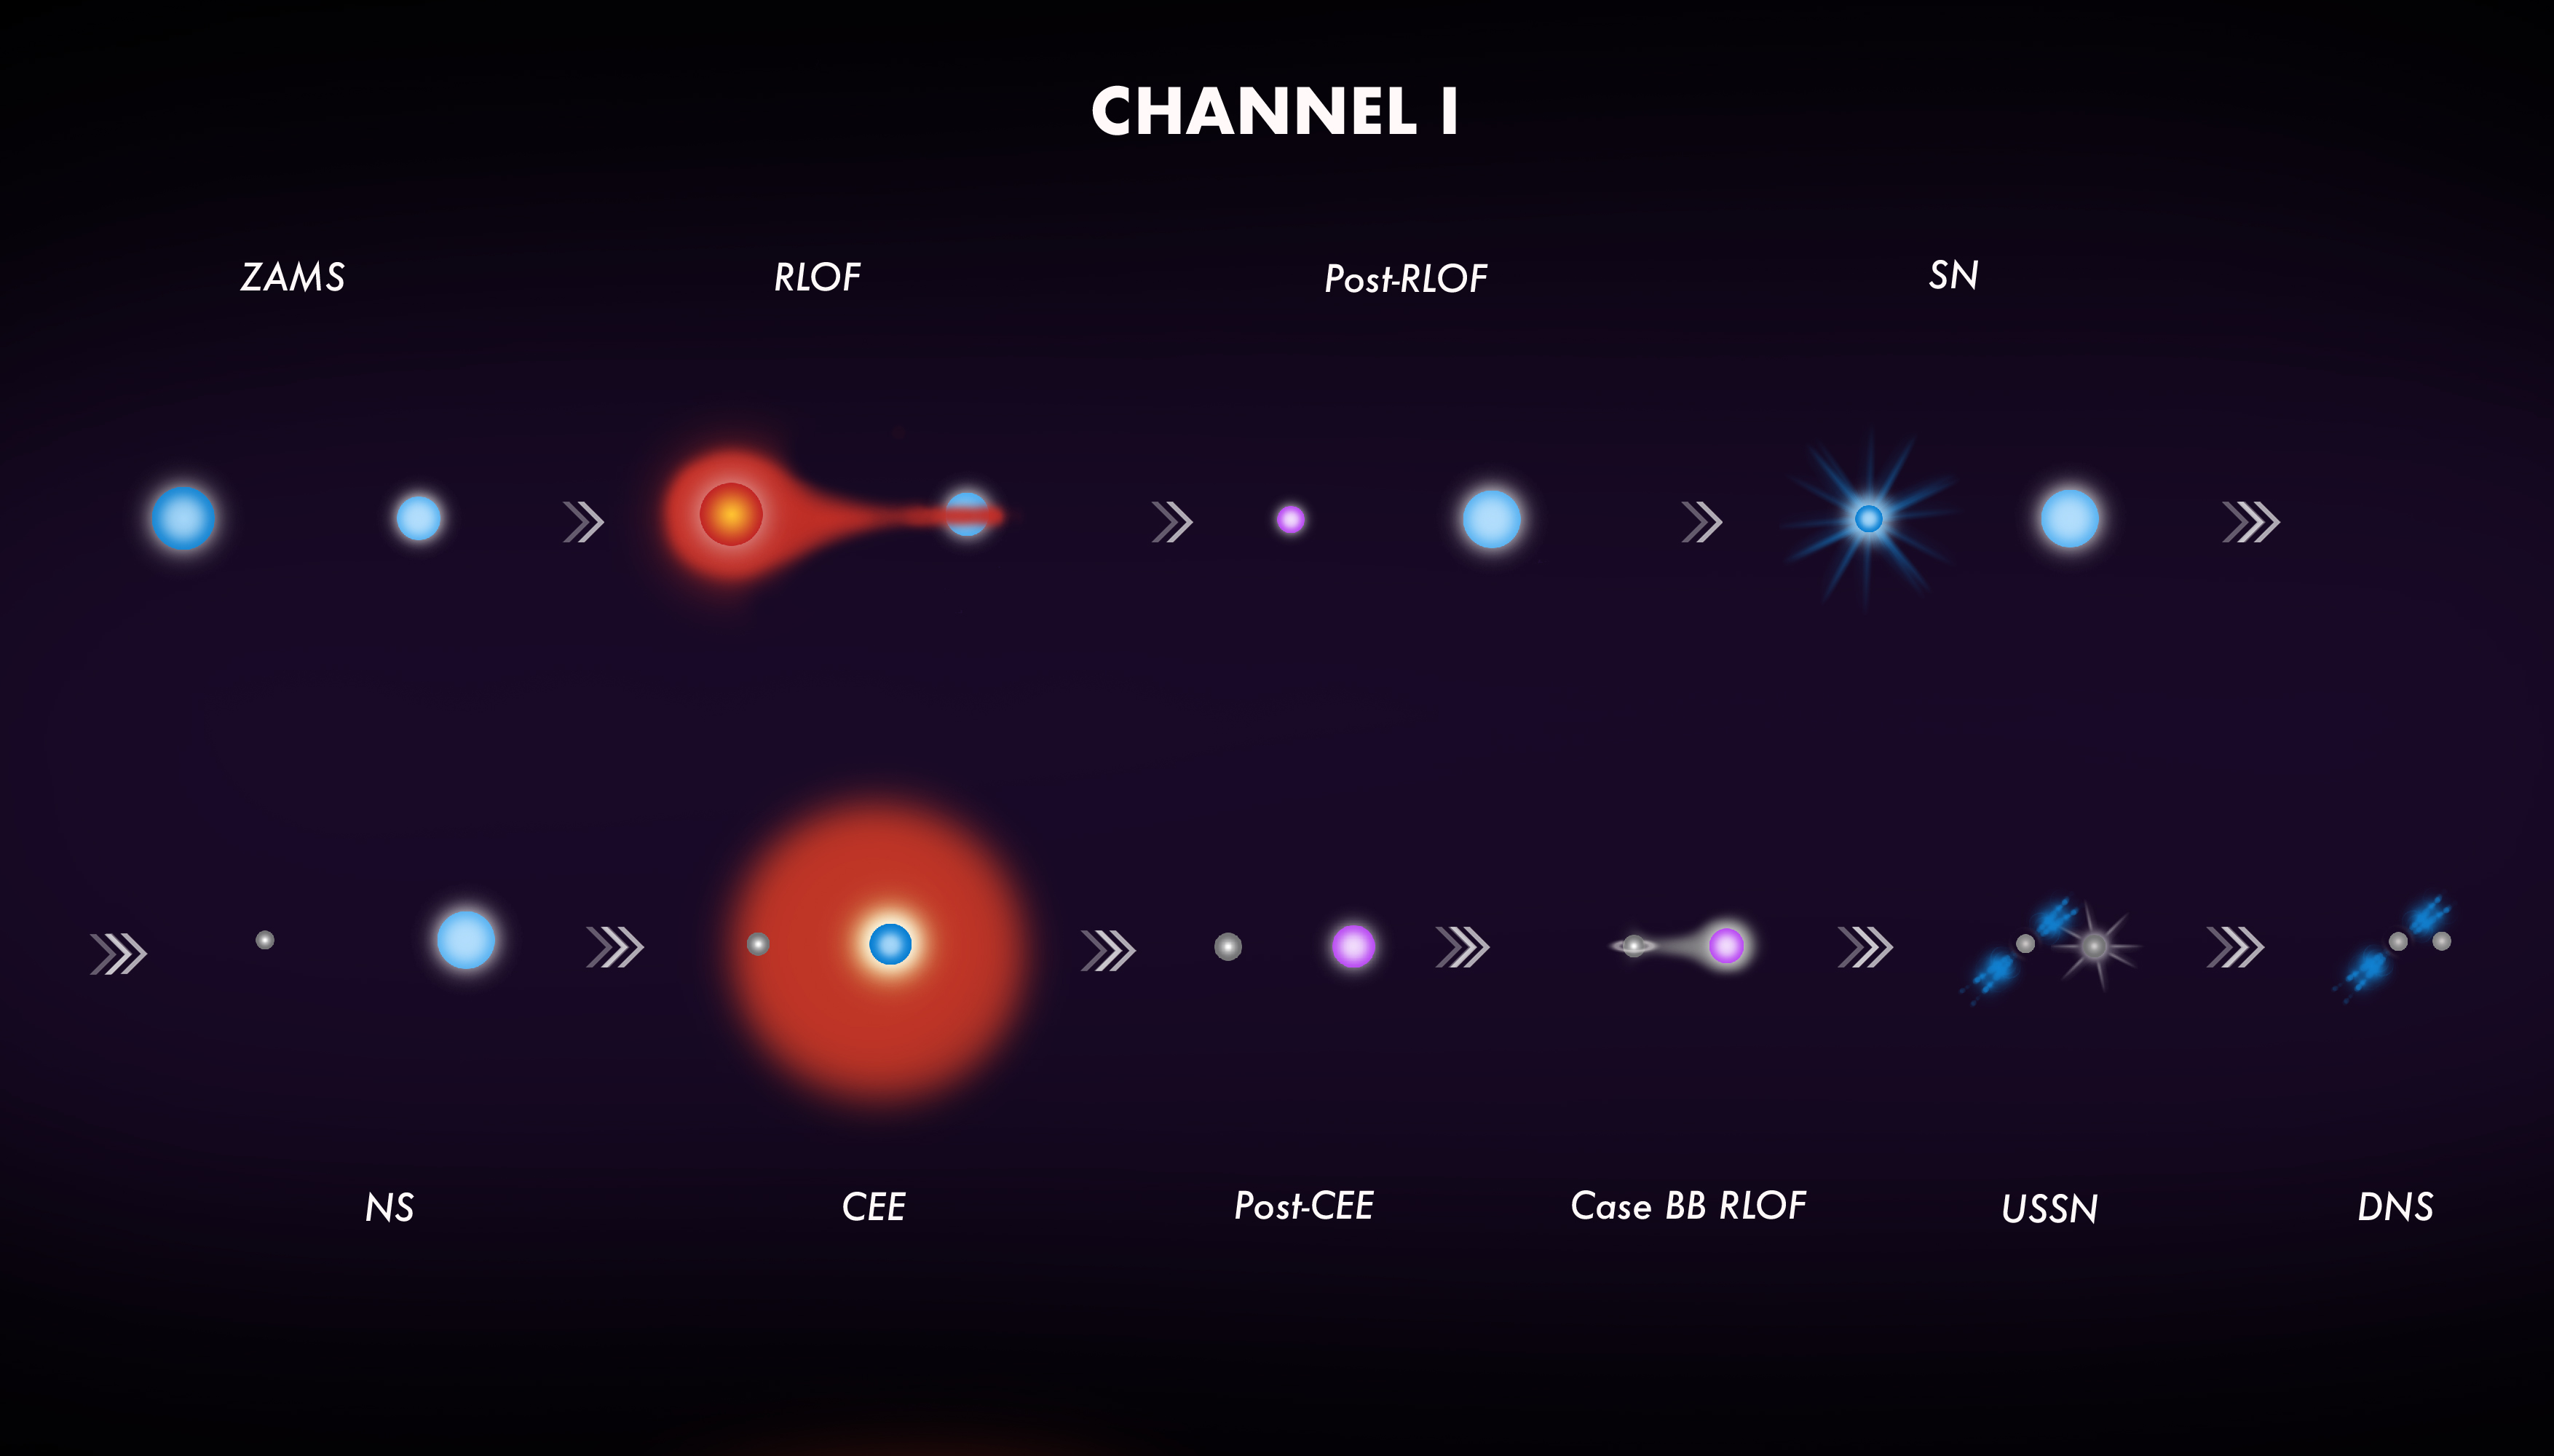 CHANNEL I
ZAMS
RLOF
Post-RLOF
SN
NS
CEE
Post-CEE
Case BB RLOF
USSN
DNS